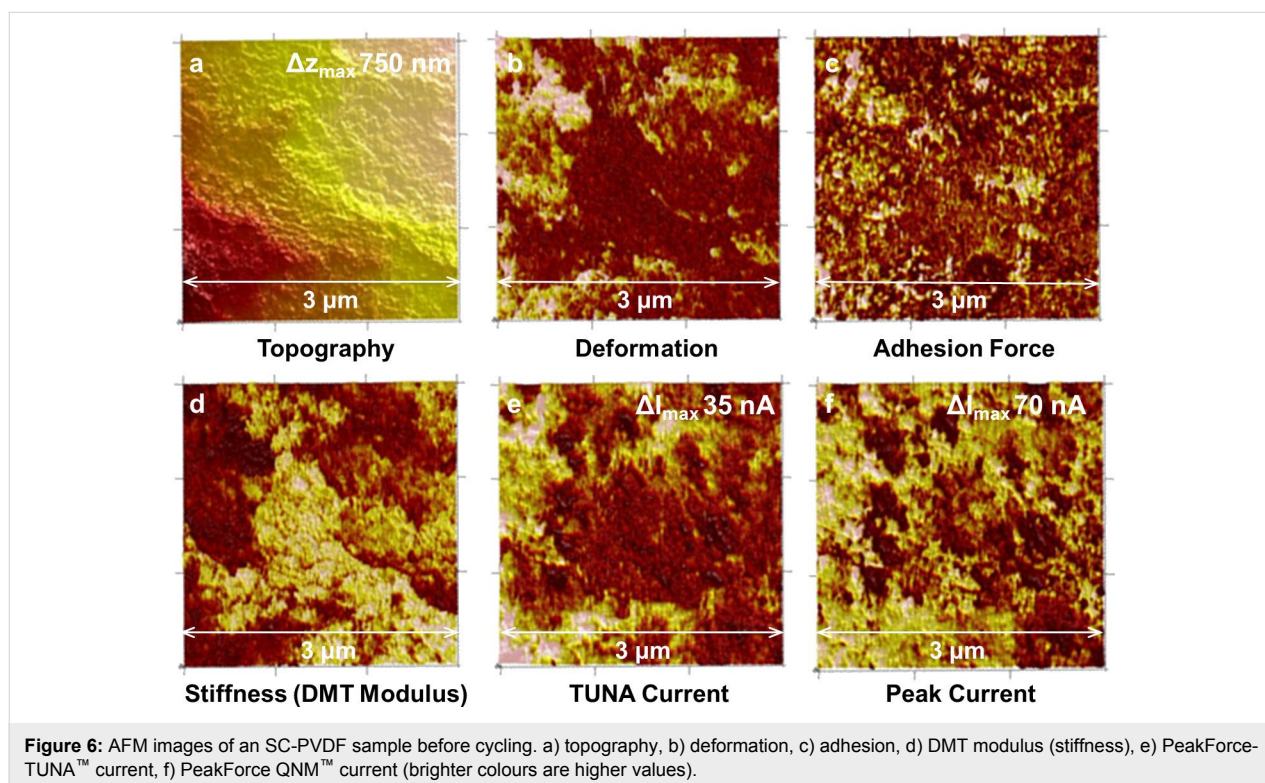 a
Δz_max 750 nm
b
c
3 µm
3 µm
3 µm
Topography
Deformation
Adhesion Force
d
e
ΔI_max 35 nA
f
ΔI_max 70 nA
3 µm
3 µm
3 µm
Stiffness (DMT Modulus)
TUNA Current
Peak Current
Figure 6: AFM images of an SC-PVDF sample before cycling. a) topography, b) deformation, c) adhesion, d) DMT modulus (stiffness), e) PeakForce-
TUNA™ current, f) PeakForce QNM™ current (brighter colours are higher values).